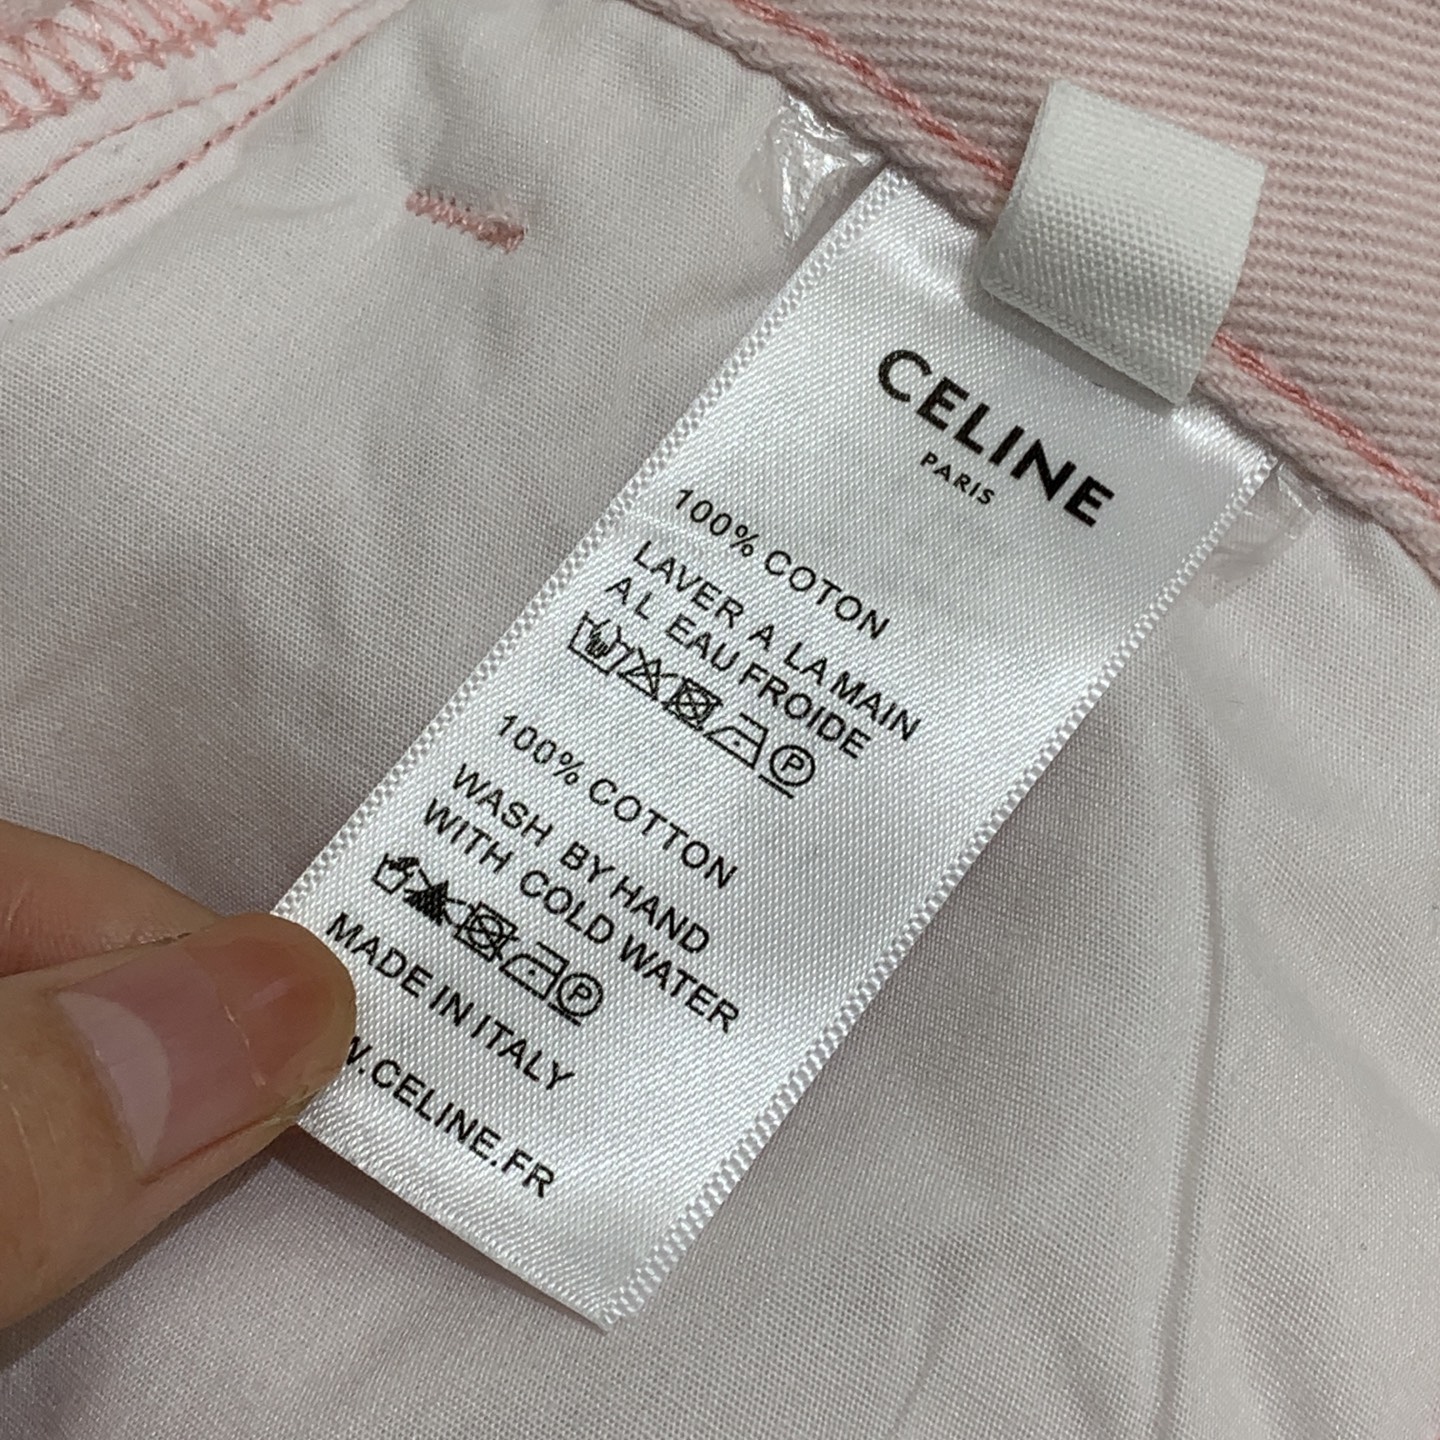 CELINE
PARIS
100% COTON
LAVER A LA MAIN
A L EAU FROIDE
P
100% COTTON
WASH BY HAND
WITH COLD WATER
P
MADE IN ITALY
W.CELINE.FR